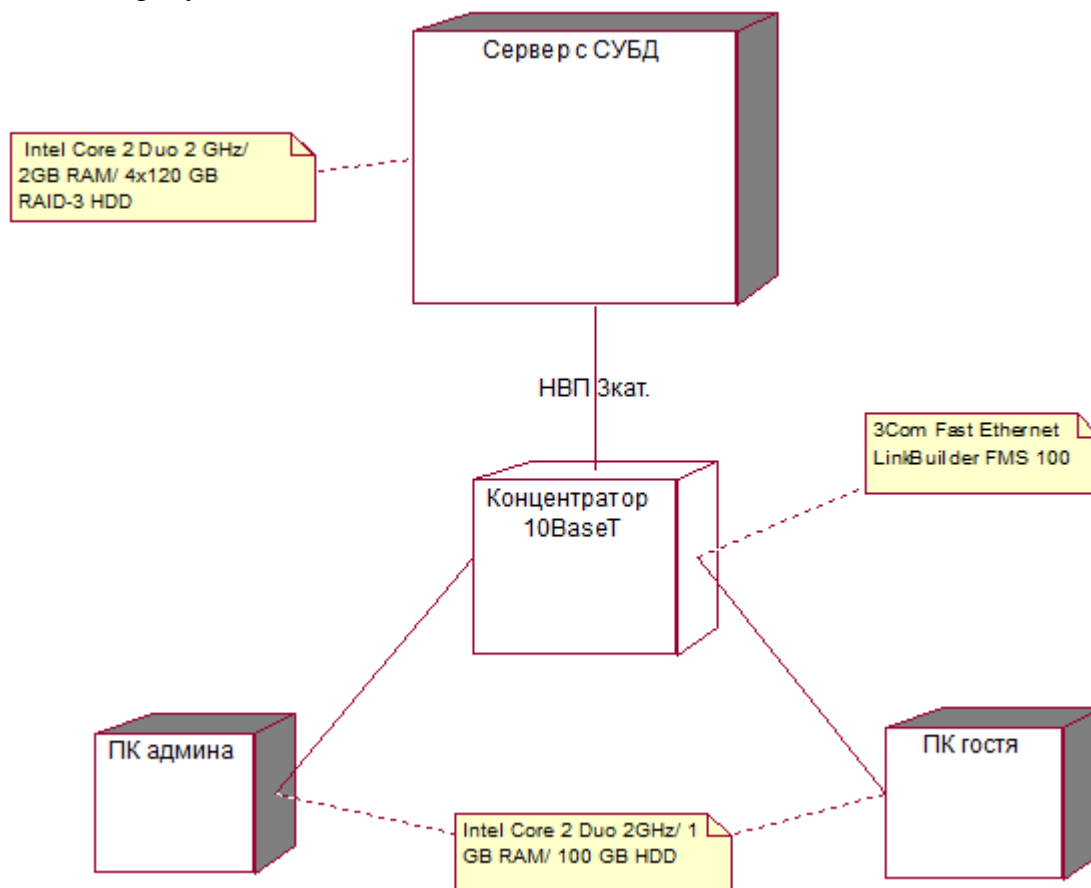 Сервер с СУБД
Intel Core 2 Duo 2 GHz/
2GB RAM/ 4x120 GB
RAID-3 HDD
НВП 3кат.
3Com Fast Ethernet
LinkBuilder FMS 100
Концентратор
10BaseT
ПК админа
ПК гостя
Intel Core 2 Duo 2GHz/ 1
GB RAM/ 100 GB HDD